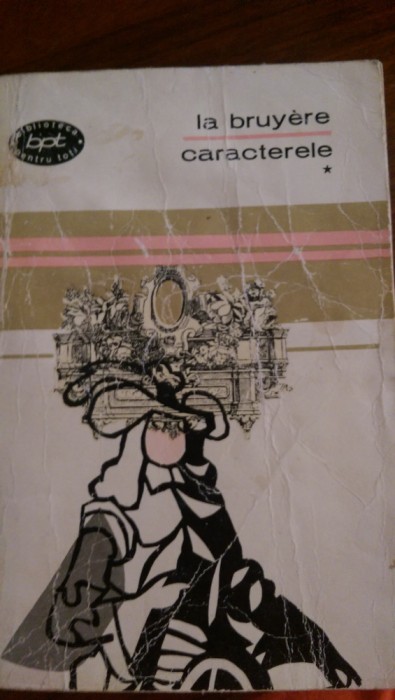 biblioteca
bpt
pentru toți
la bruyère
caracterele
*